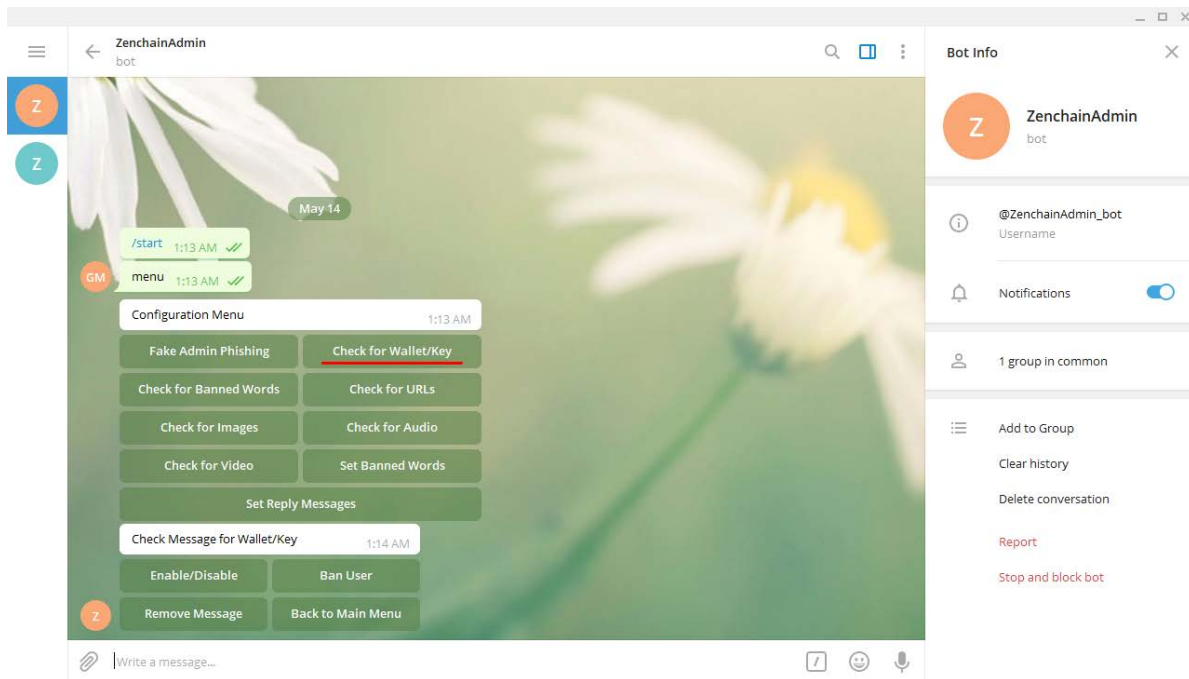 ZenchainAdmin
bot
Bot Info
Z
Z
Z
ZenchainAdmin
bot
@ZenchainAdmin_bot
Username
Notifications
1 group in common
Add to Group
Clear history
Delete conversation
Report
Stop and block bot
May 14
/start 1:13 AM
GM
menu 1:13 AM
Configuration Menu 1:13 AM
Fake Admin Phishing Check for Wallet/Key
Check for Banned Words Check for URLs
Check for Images Check for Audio
Check for Video Set Banned Words
Set Reply Messages
Check Message for Wallet/Key 1:14 AM
Enable/Disable Ban User
Z
Remove Message Back to Main Menu
Write a message...
/